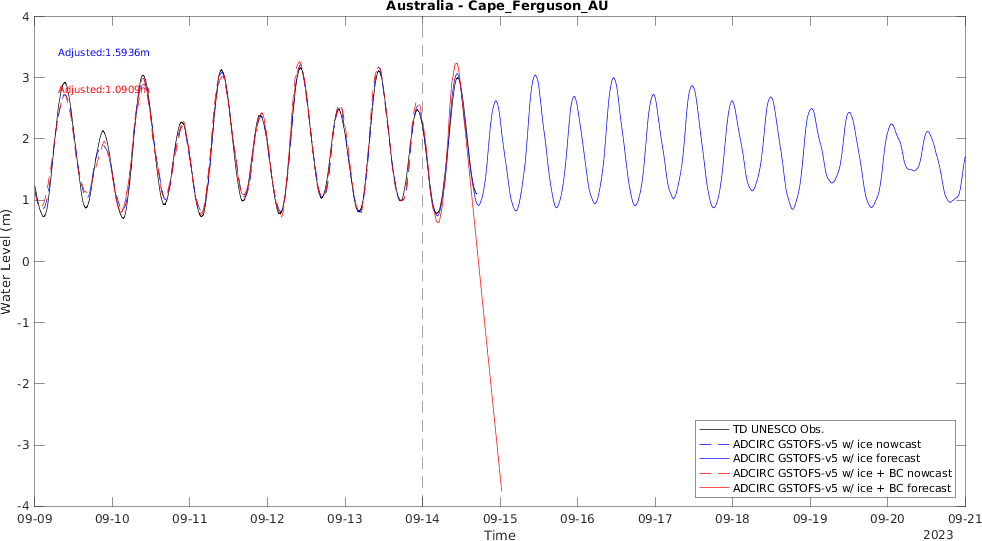 Australia - Cape_Ferguson_AU
4
3
2
1
0
-1
-2
-3
-4
Water Level (m)
Adjusted:1.5936m
Adjusted:1.0909m
TD UNESCO Obs.
ADCIRC GSTOFS-v5 w/ ice nowcast
ADCIRC GSTOFS-v5 w/ ice forecast
ADCIRC GSTOFS-v5 w/ ice + BC nowcast
ADCIRC GSTOFS-v5 w/ ice + BC forecast
09-09 09-10 09-11 09-12 09-13 09-14 09-15 09-16 09-17 09-18 09-19 09-20 09-21
Time
2023